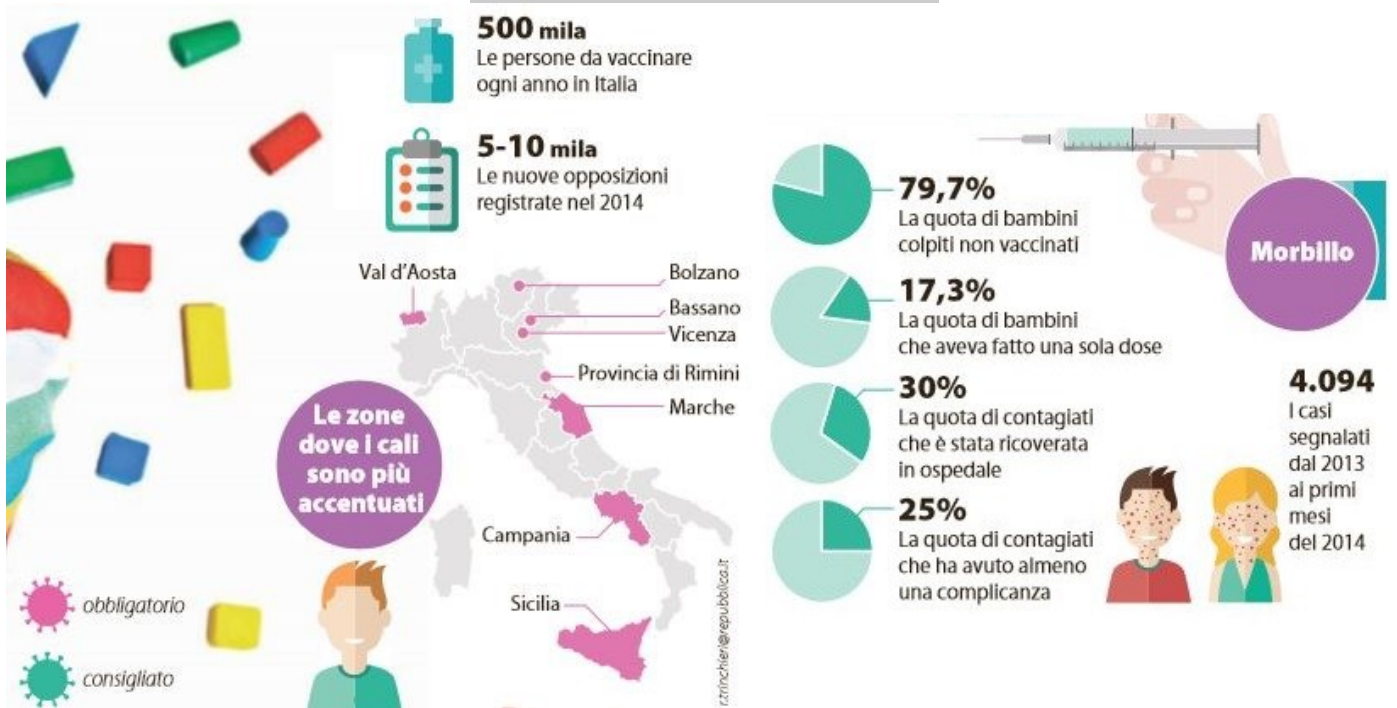 500 mila
Le persone da vaccinare
ogni anno in Italia
5-10 mila
Le nuove opposizioni
registrate nel 2014
Val d'Aosta
Bolzano
Bassano
Vicenza
Provincia di Rimini
Marche
Campania
Sicilia
Le zone
dove i cali
sono più
accentuati
obbligatorio
consigliato
r.trinchieri@repubblica.it
Morbillo
79,7%
La quota di bambini
colpiti non vaccinati
17,3%
La quota di bambini
che aveva fatto una sola dose
30%
La quota di contagiati
che è stata ricoverata
in ospedale
25%
La quota di contagiati
che ha avuto almeno
una complicanza
4.094
I casi
segnalati
dal 2013
ai primi
mesi
del 2014